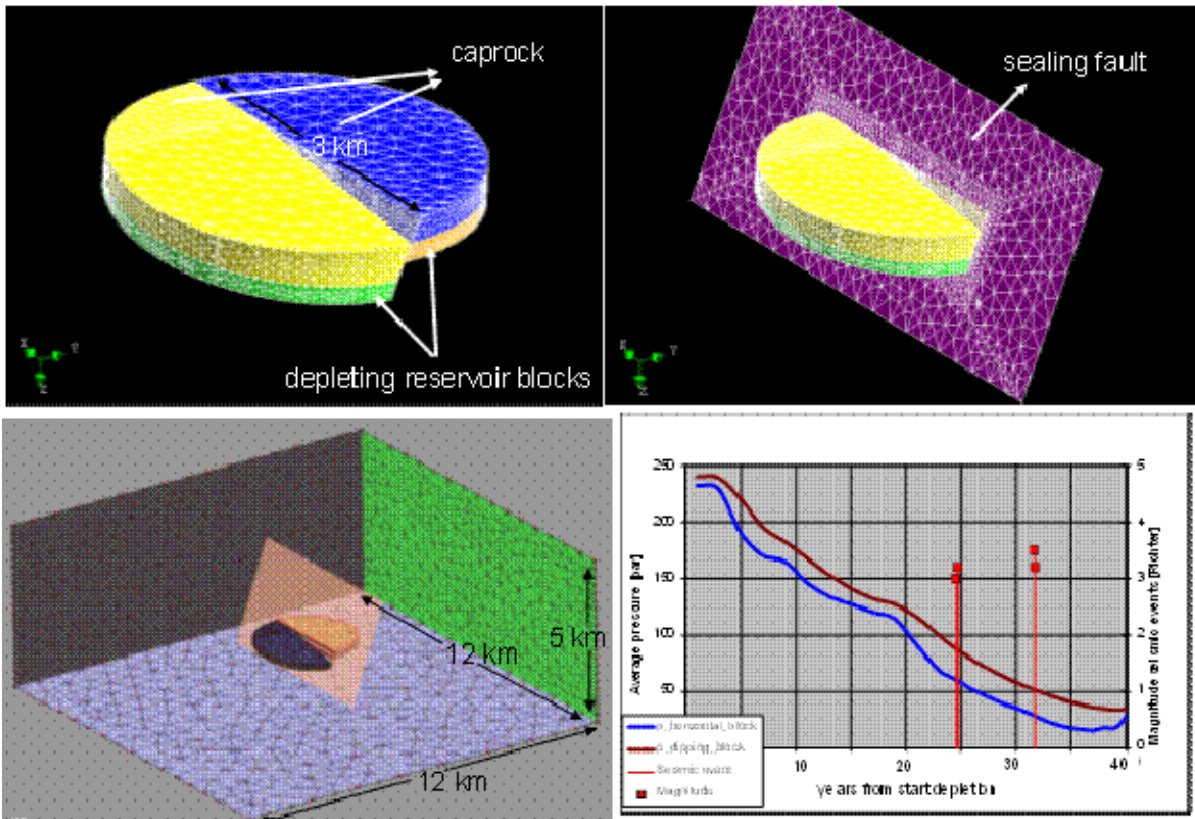 caprock
3 km
depleting reservoir blocks
sealing fault
5 km
12 km
12 km
250
200
150
100
50
Average pressure [bar]
5
4
3
2
1
0
Magnitude seismic events [Richter]
10
20
30
40
years from start depletion
p_horizontal_block
p_dipping_block
Seismic event
Magnitude